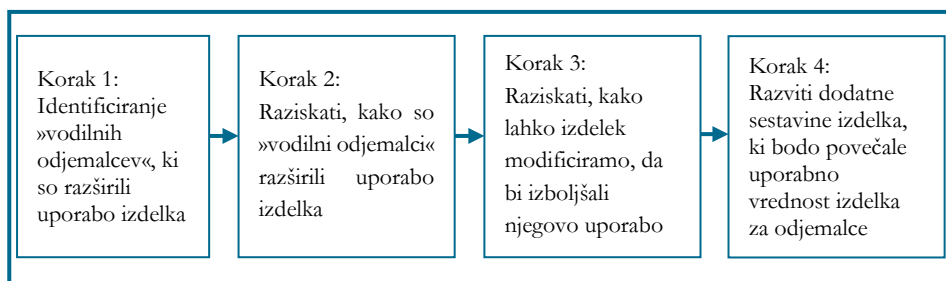 Korak 1:
Identificiranje
»vodilnih
odjemalcev«, ki
so razširili
uporabo izdelka
Korak 2:
Raziskati, kako so
»vodilni odjemalci«
razširili uporabo
izdelka
Korak 3:
Raziskati, kako
lahko izdelek
modificiramo, da
bi izboljšali
njegovo uporabo
Korak 4:
Razviti dodatne
sestavine izdelka,
ki bodo povečale
uporabno
vrednost izdelka
za odjemalce